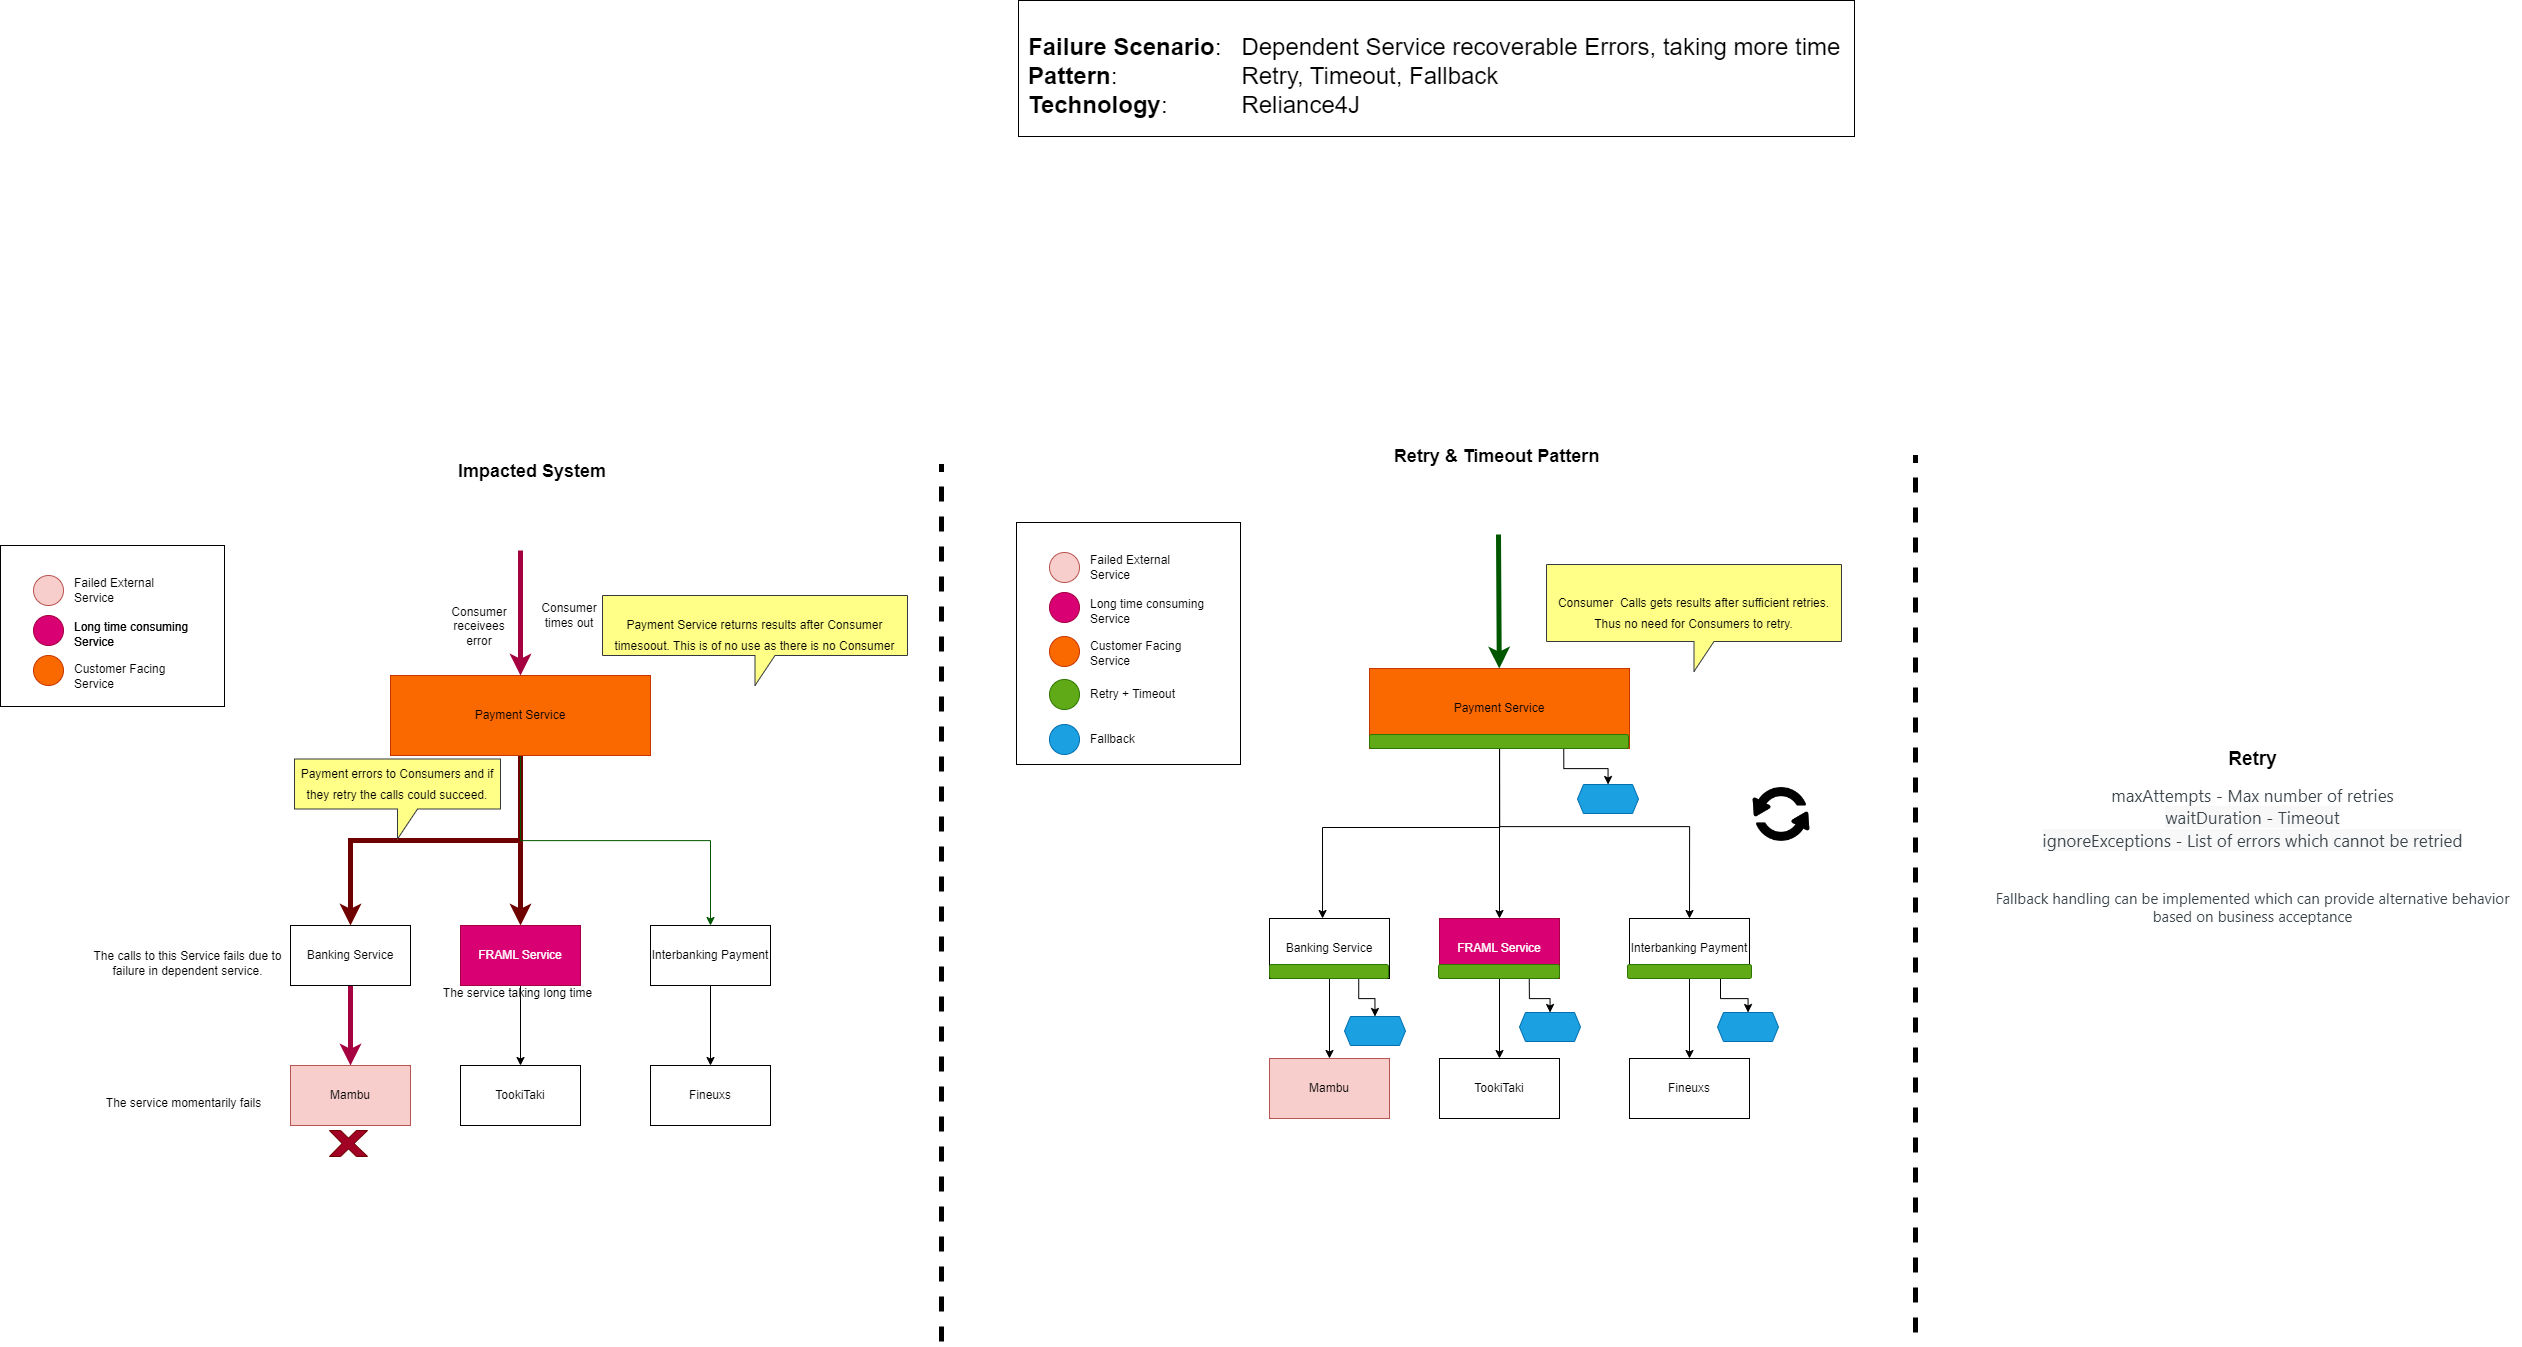 Failure Scenario: Dependent Service recoverable Errors, taking more time
Pattern: Retry, Timeout, Fallback
Technology: Reliance4J
Impacted System
Failed External
Service
Long time consuming
Service
Customer Facing
Service
Consumer
receivees
error
Consumer
times out
Payment Service returns results after Consumer
timesoout. This is of no use as there is no Consumer
Payment Service
Payment errors to Consumers and if
they retry the calls could succeed.
The calls to this Service fails due to
failure in dependent service.
Banking Service
FRAML Service
Interbanking Payment
The service taking long time
The service momentarily fails
Mambu
TookiTaki
Fineuxs
Retry & Timeout Pattern
Failed External
Service
Long time consuming
Service
Customer Facing
Service
Retry + Timeout
Fallback
Consumer Calls gets results after sufficient retries.
Thus no need for Consumers to retry.
Payment Service
Banking Service
FRAML Service
Interbanking Payment
Mambu
TookiTaki
Fineuxs
Retry
maxAttempts - Max number of retries
waitDuration - Timeout
ignoreExceptions - List of errors which cannot be retried
Fallback handling can be implemented which can provide alternative behavior
based on business acceptance